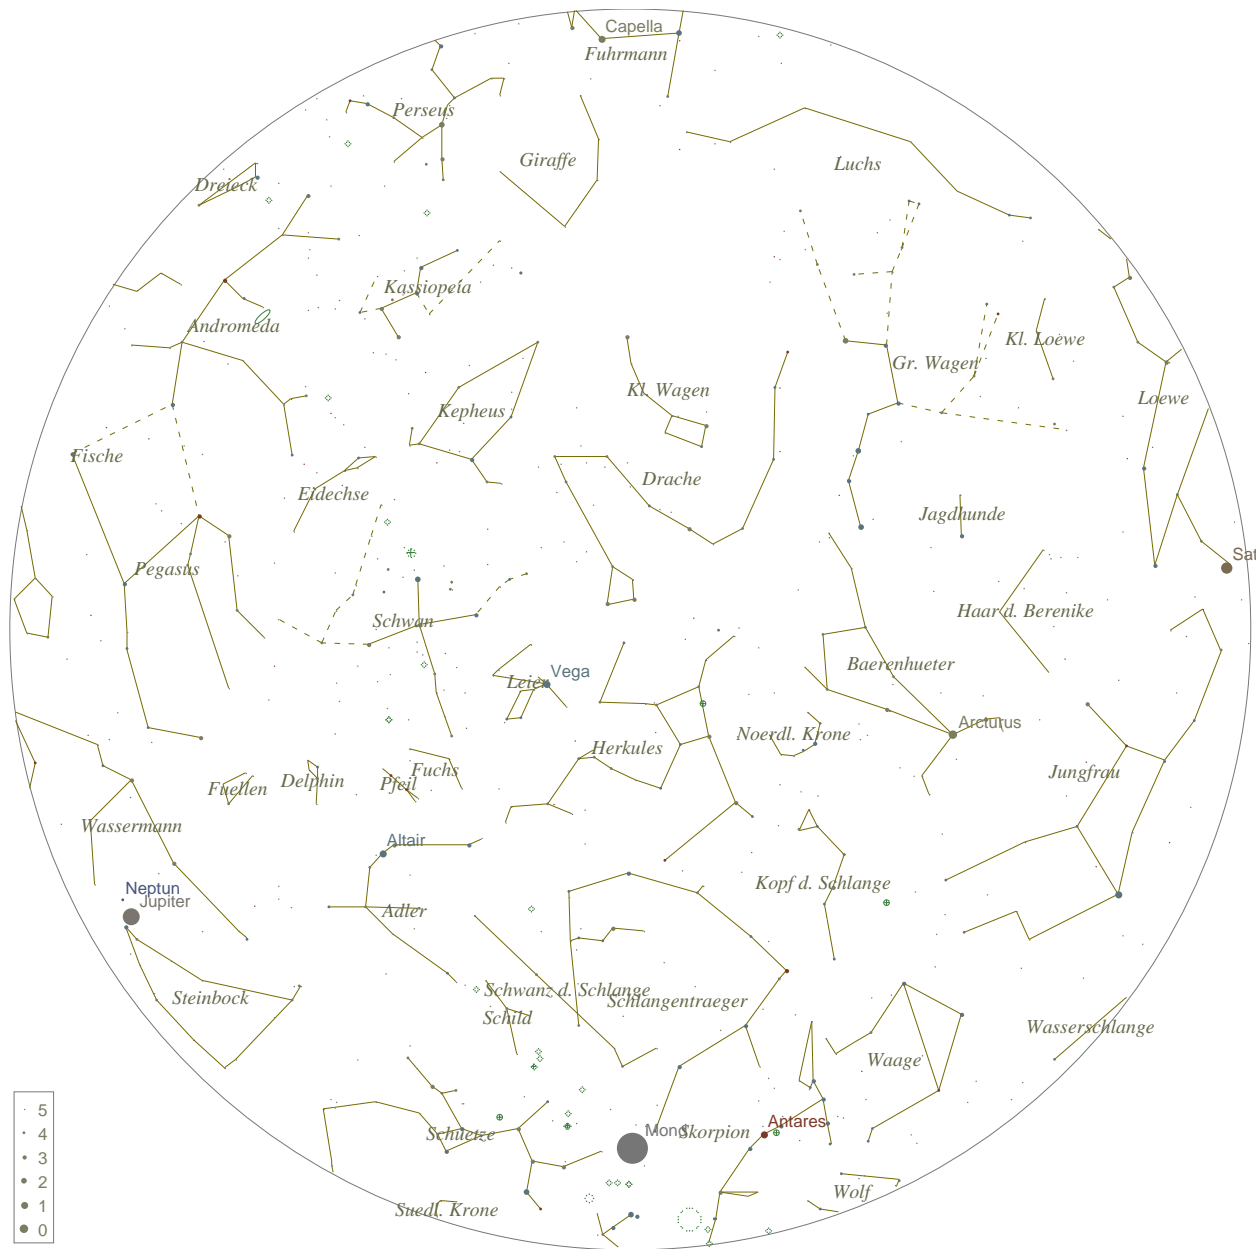 Capella
Fuhrmann
Perseus
Giraffe
Luchs
Dreieck
Kassiopeia
Andromeda
Kl. Loewe
Gr. Wagen
Kl. Wagen
Loewe
Kepheus
Fische
Drache
Eidechse
Jagdhunde
Sat
Pegasus
Haar d. Berenike
Schwan
Baerenhueter
Vega
Leier
Arcturus
Noerdl. Krone
Herkules
Jungfrau
Fuchs
Delphin
Pfeil
Fuellen
Wassermann
Altair
Kopf d. Schlange
Neptun
Jupiter
Adler
Schwanz d. Schlange
Steinbock
Schlangentraeger
Schild
Wasserschlange
Waage
5
4
3
2
1
0
Antares
Mond
Skorpion
Schuetze
Wolf
Suedl. Krone